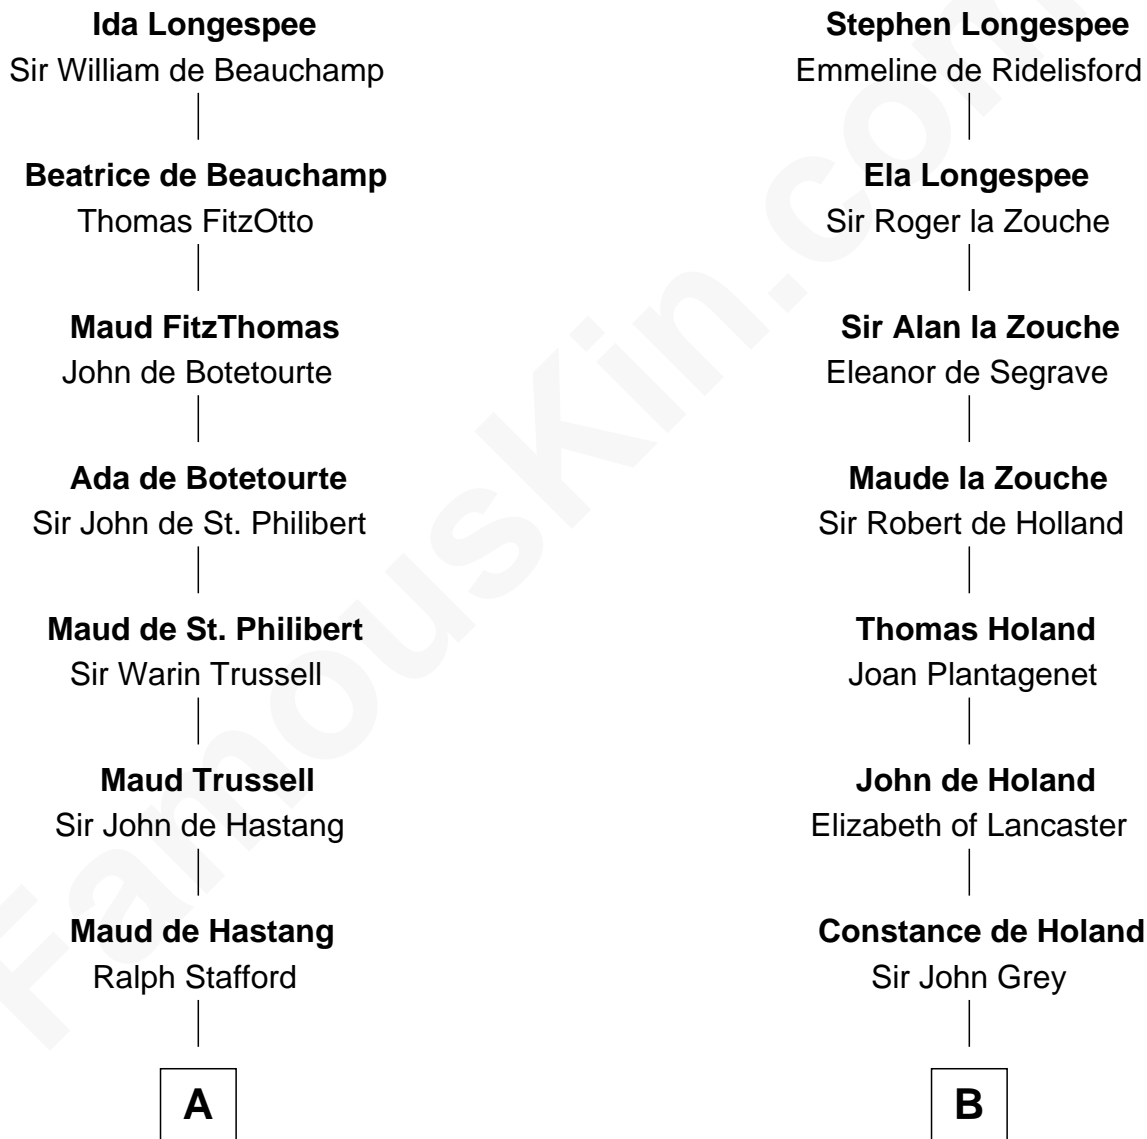 Ida Longespee
Sir William de Beauchamp
Beatrice de Beauchamp
Thomas FitzOtto
Maud FitzThomas
John de Botetourte
Ada de Botetourte
Sir John de St. Philibert
Maud de St. Philibert
Sir Warin Trussell
Maud Trussell
Sir John de Hastang
Maud de Hastang
Ralph Stafford
A
Stephen Longespee
Emmeline de Ridelisford
Ela Longespee
Sir Roger la Zouche
Sir Alan la Zouche
Eleanor de Segrave
Maude la Zouche
Sir Robert de Holland
Thomas Holand
Joan Plantagenet
John de Holand
Elizabeth of Lancaster
Constance de Holand
Sir John Grey
B
FamousKin.com